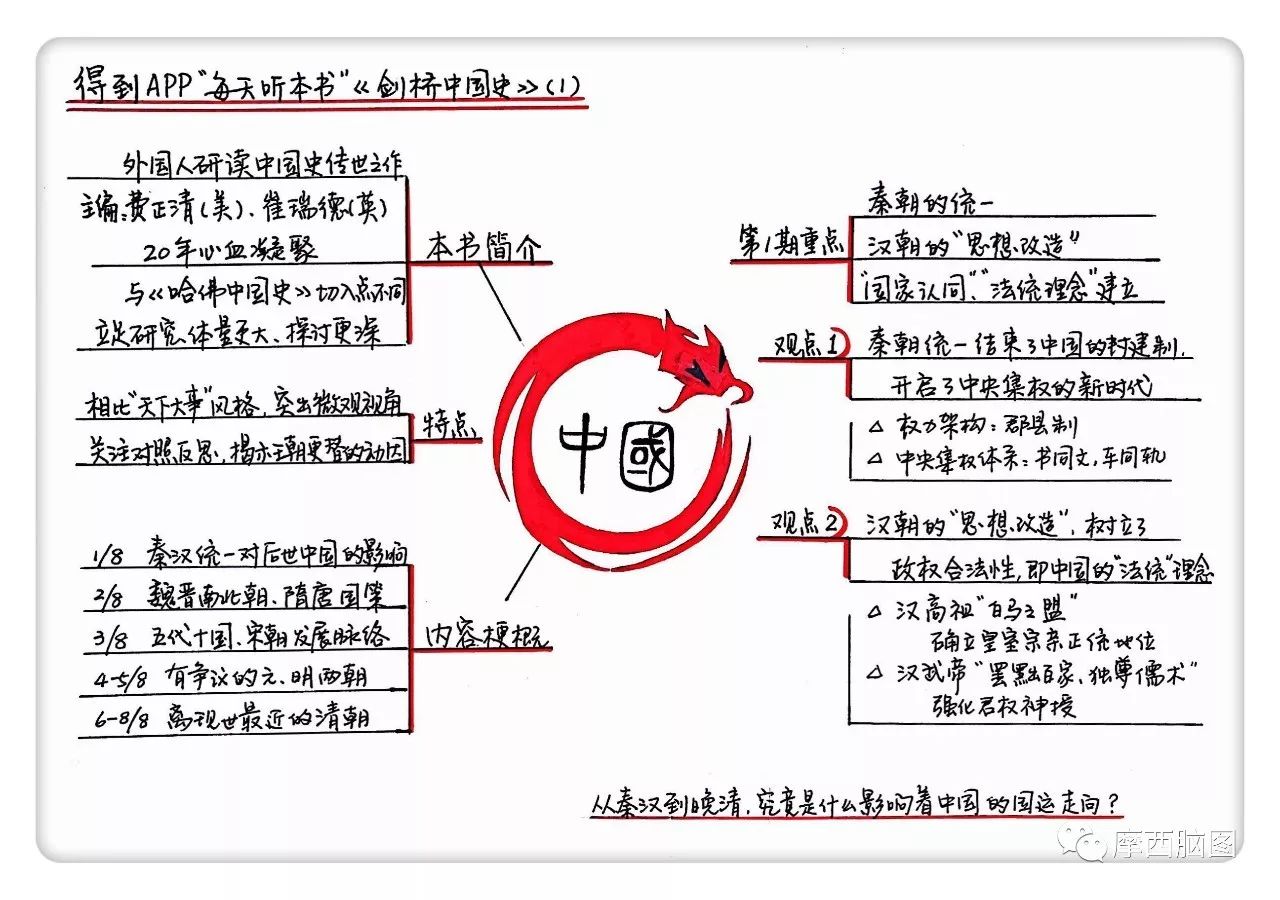 得到APP“每天听本书”《剑桥中国史》(1)
外国人研读中国史传世之作
主编:费正清(美)、崔瑞德(英)
20年心血凝聚
与《哈佛中国史》切入点不同
立足研究、体量更大、探讨更深
本书简介
相比“天下大事”风格,突出微观视角
关注对照反思,揭示王朝更替的动因
特点
1/8 秦汉统一对后世中国的影响
2/8 魏晋南北朝、隋唐国策
3/8 五代十国、宋朝发展脉络
4-5/8 有争议的元、明两朝
6-8/8 离现世最近的清朝
内容梗概
中國
第1期重点
秦朝的统一
汉朝的“思想改造”
“国家认同”、“法统理念”建立
观点1
秦朝统一结束了中国的封建制,
开启了中央集权的新时代
△ 权力架构:郡县制
△ 中央集权体系:书同文,车同轨
观点2
汉朝的“思想改造”,树立了
政权合法性,即中国的“法统”理念
△ 汉高祖“白马之盟”
确立皇室宗亲正统地位
△ 汉武帝“罢黜百家、独尊儒术”
强化君权神授
从秦汉到晚清,究竟是什么影响着中国的国运走向?
摩西脑图